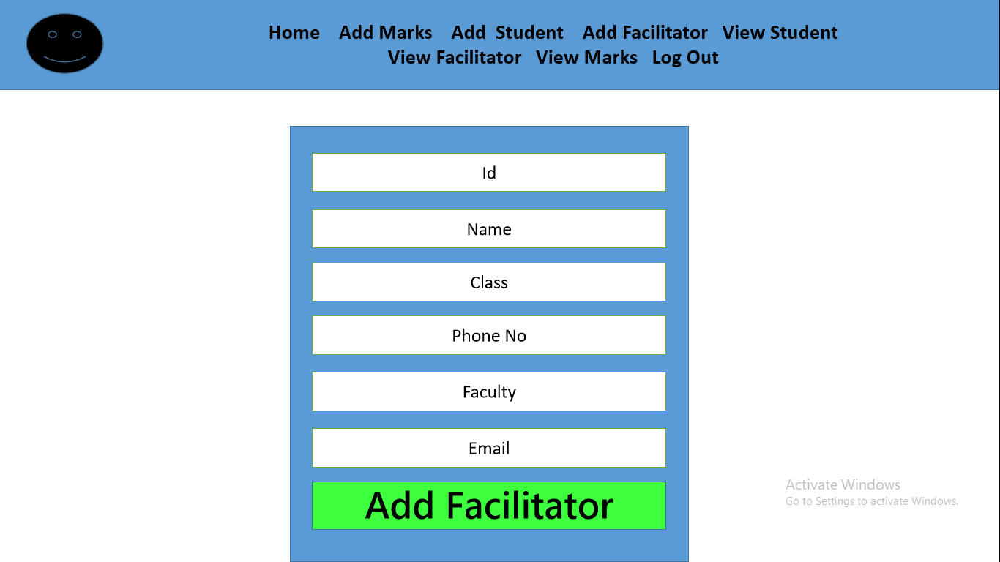 Home Add Marks Add Student Add Facilitator View Student
View Facilitator View Marks Log Out
Id
Name
Class
Phone No
Faculty
Email
Add Facilitator
Activate Windows
Go to Settings to activate Windows.